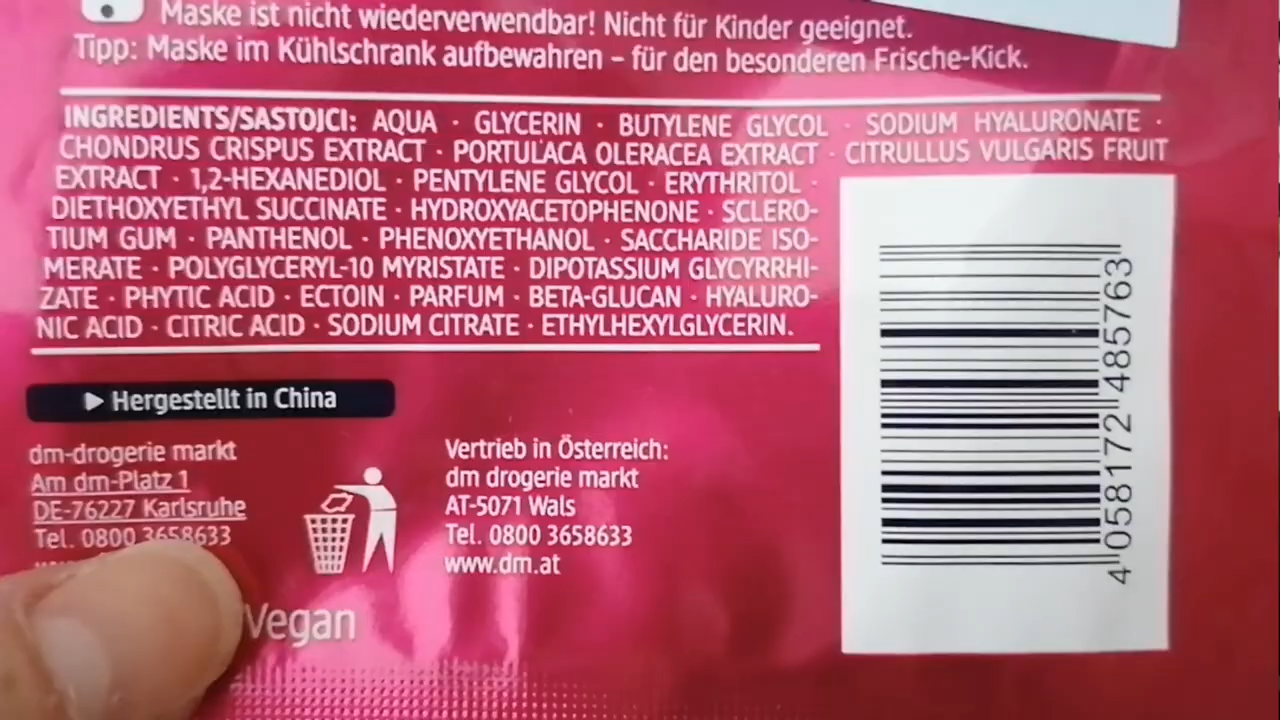 Maske ist nicht wiederverwendbar! Nicht für Kinder geeignet.
Tipp: Maske im Kühlschrank aufbewahren – für den besonderen Frische-Kick.
INGREDIENTS/SASTOJCI: AQUA · GLYCERIN · BUTYLENE GLYCOL · SODIUM HYALURONATE ·
CHONDRUS CRISPUS EXTRACT · PORTULACA OLERACEA EXTRACT · CITRULLUS VULGARIS FRUIT
EXTRACT · 1,2-HEXANEDIOL · PENTYLENE GLYCOL · ERYTHRITOL ·
DIETHOXYETHYL SUCCINATE · HYDROXYACETOPHENONE · SCLERO-
TIUM GUM · PANTHENOL · PHENOXYETHANOL · SACCHARIDE ISO-
MERATE · POLYGLYCERYL-10 MYRISTATE · DIPOTASSIUM GLYCYRRHI-
ZATE · PHYTIC ACID · ECTOIN · PARFUM · BETA-GLUCAN · HYALURO-
NIC ACID · CITRIC ACID · SODIUM CITRATE · ETHYLHEXYLGLYCERIN.
▶ Hergestellt in China
dm-drogerie markt
Am dm-Platz 1
DE-76227 Karlsruhe
Tel. 0800 3658633
Vertrieb in Österreich:
dm drogerie markt
AT-5071 Wals
Tel. 0800 3658633
www.dm.at
Vegan
4 058172 485763